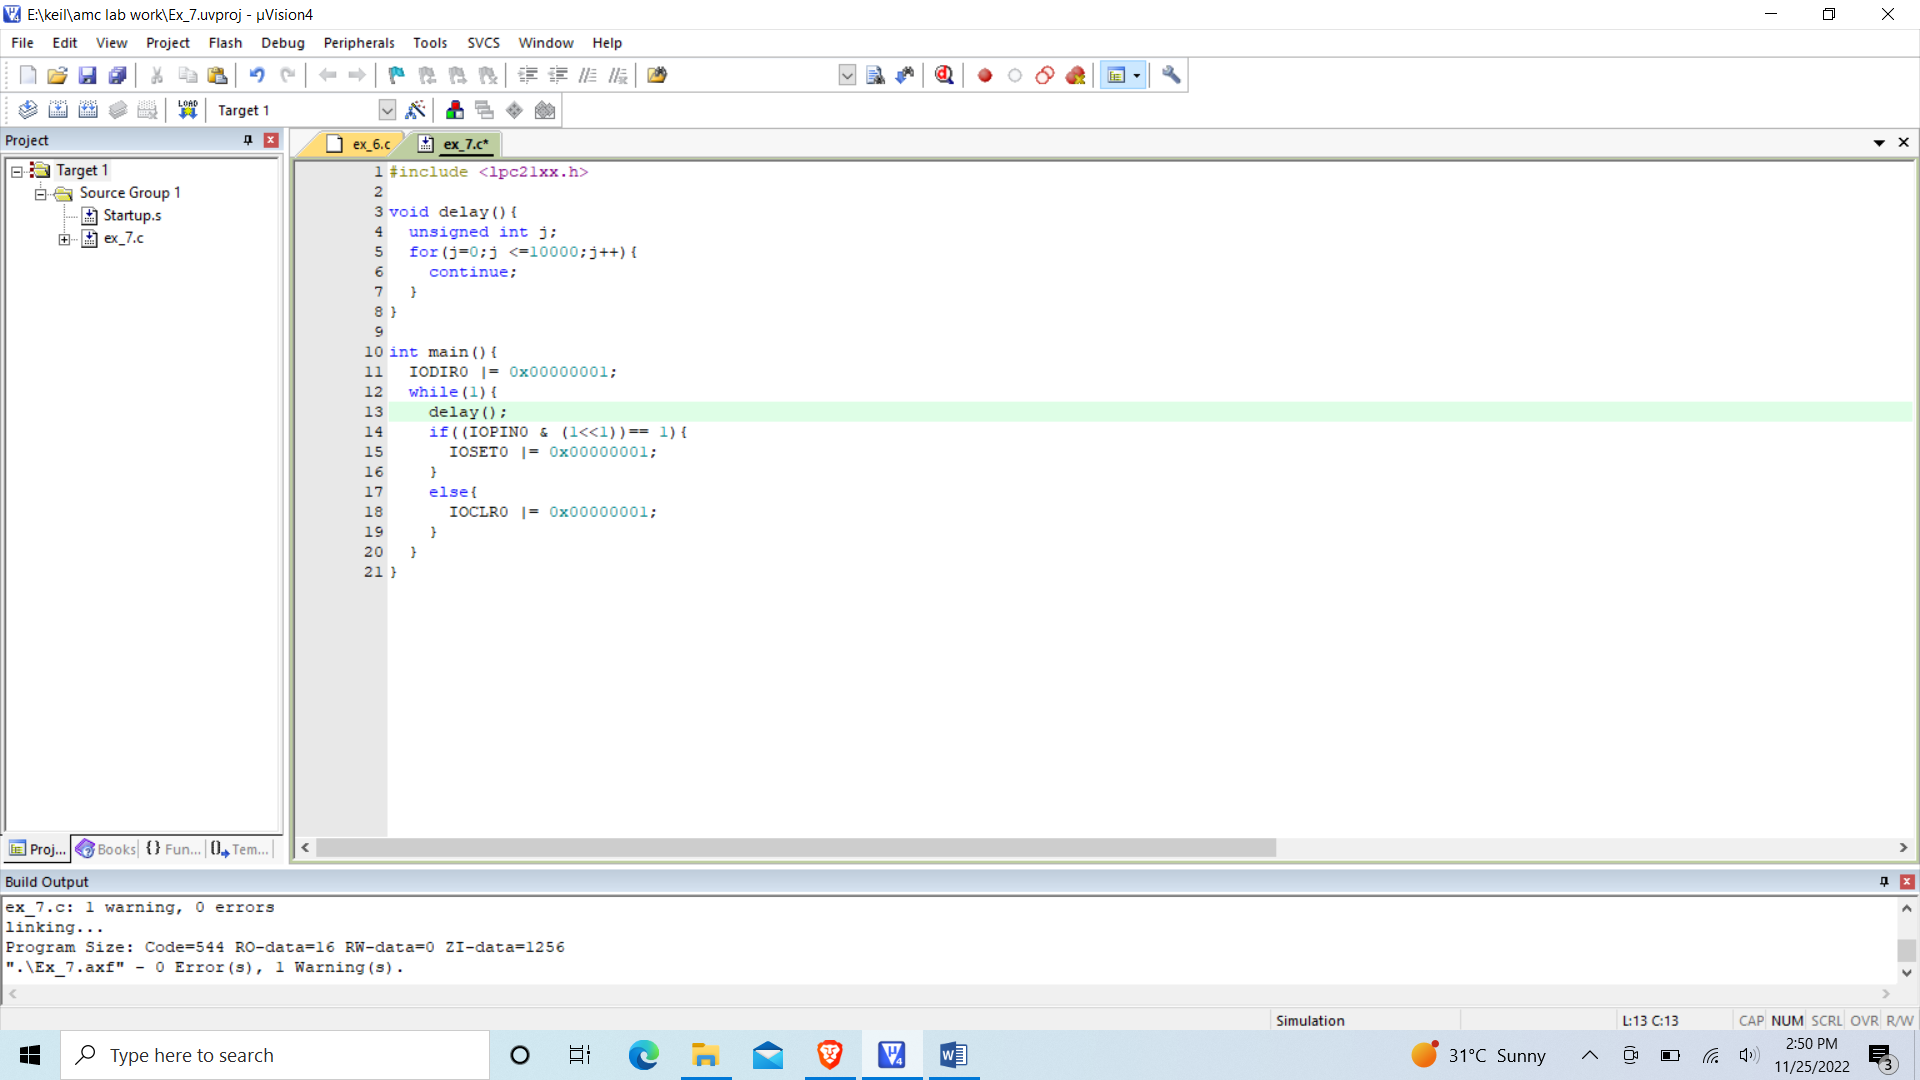 E:\keil\amc lab work\Ex_7.uvproj - µVision4
File Edit View Project Flash Debug Peripherals Tools SVCS Window Help
LOAD Target 1
Project
ex_6.c ex_7.c*
Target 1
Source Group 1
Startup.s
ex_7.c
1 #include <lpc21xx.h>
2
3 void delay(){
4 unsigned int j;
5 for(j=0;j <=10000;j++){
6 continue;
7 }
8 }
9
10 int main(){
11 IODIR0 |= 0x00000001;
12 while(1){
13 delay();
14 if((IOPIN0 & (1<<1))== 1){
15 IOSET0 |= 0x00000001;
16 }
17 else{
18 IOCLR0 |= 0x00000001;
19 }
20 }
21 }
Proj... Books {} Fun... Tem...
Build Output
ex_7.c: 1 warning, 0 errors
linking...
Program Size: Code=544 RO-data=16 RW-data=0 ZI-data=1256
".\Ex_7.axf" - 0 Error(s), 1 Warning(s).
Simulation L:13 C:13 CAP NUM SCRL OVR R/W
Type here to search
31°C Sunny
2:50 PM
11/25/2022
3